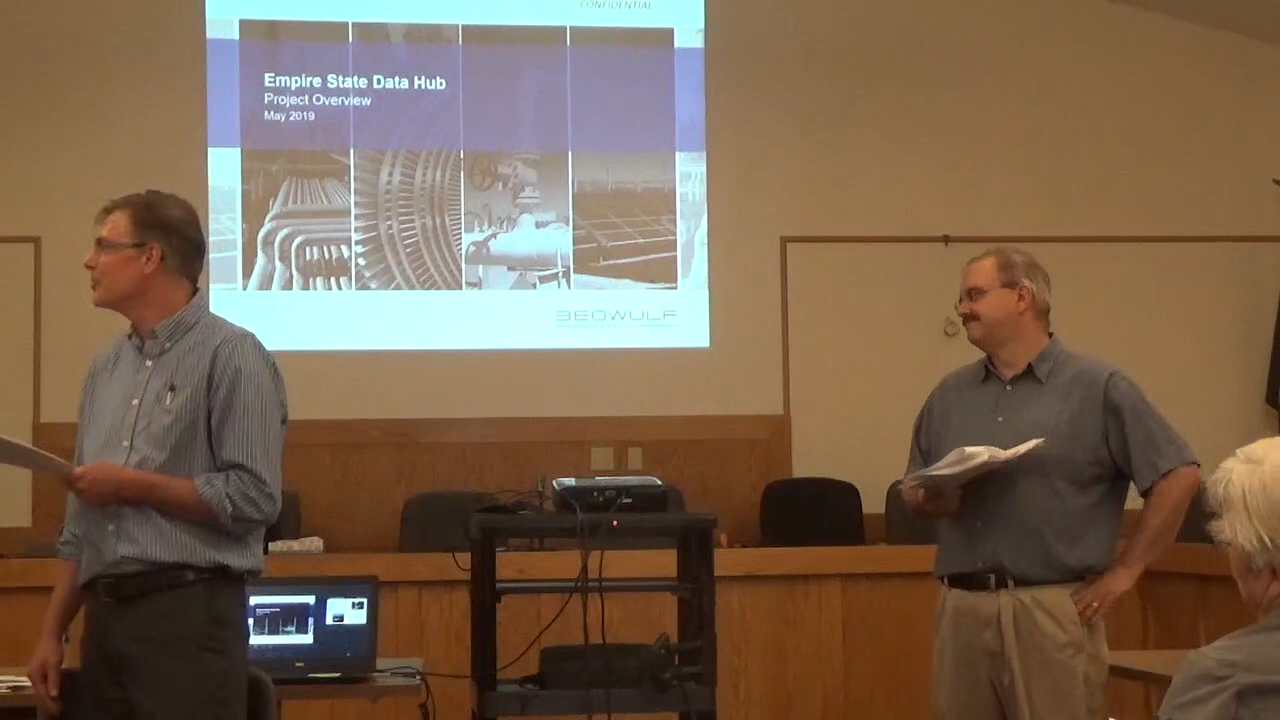 CONFIDENTIAL
Empire State Data Hub
Project Overview
May 2019
BEOWULF